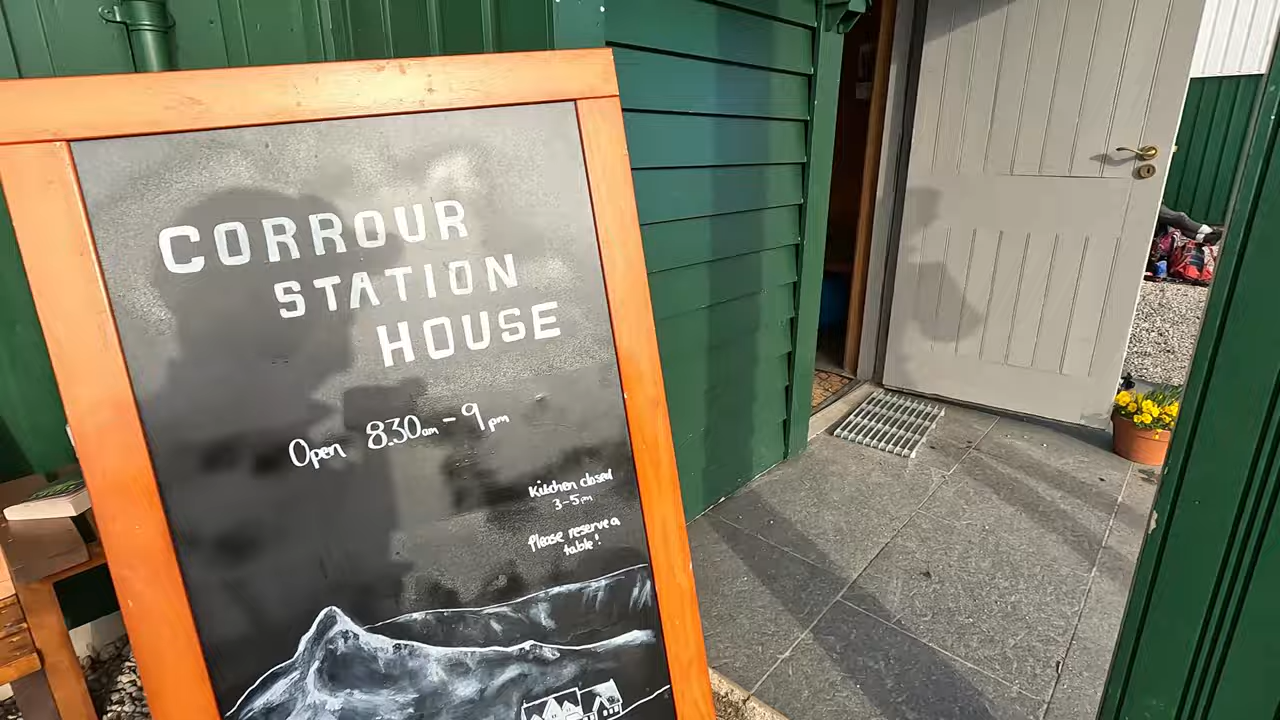 CORROUR
STATION
HOUSE
Open 8.30am - 9pm
Kitchen closed
3-5pm
Please reserve a
table!